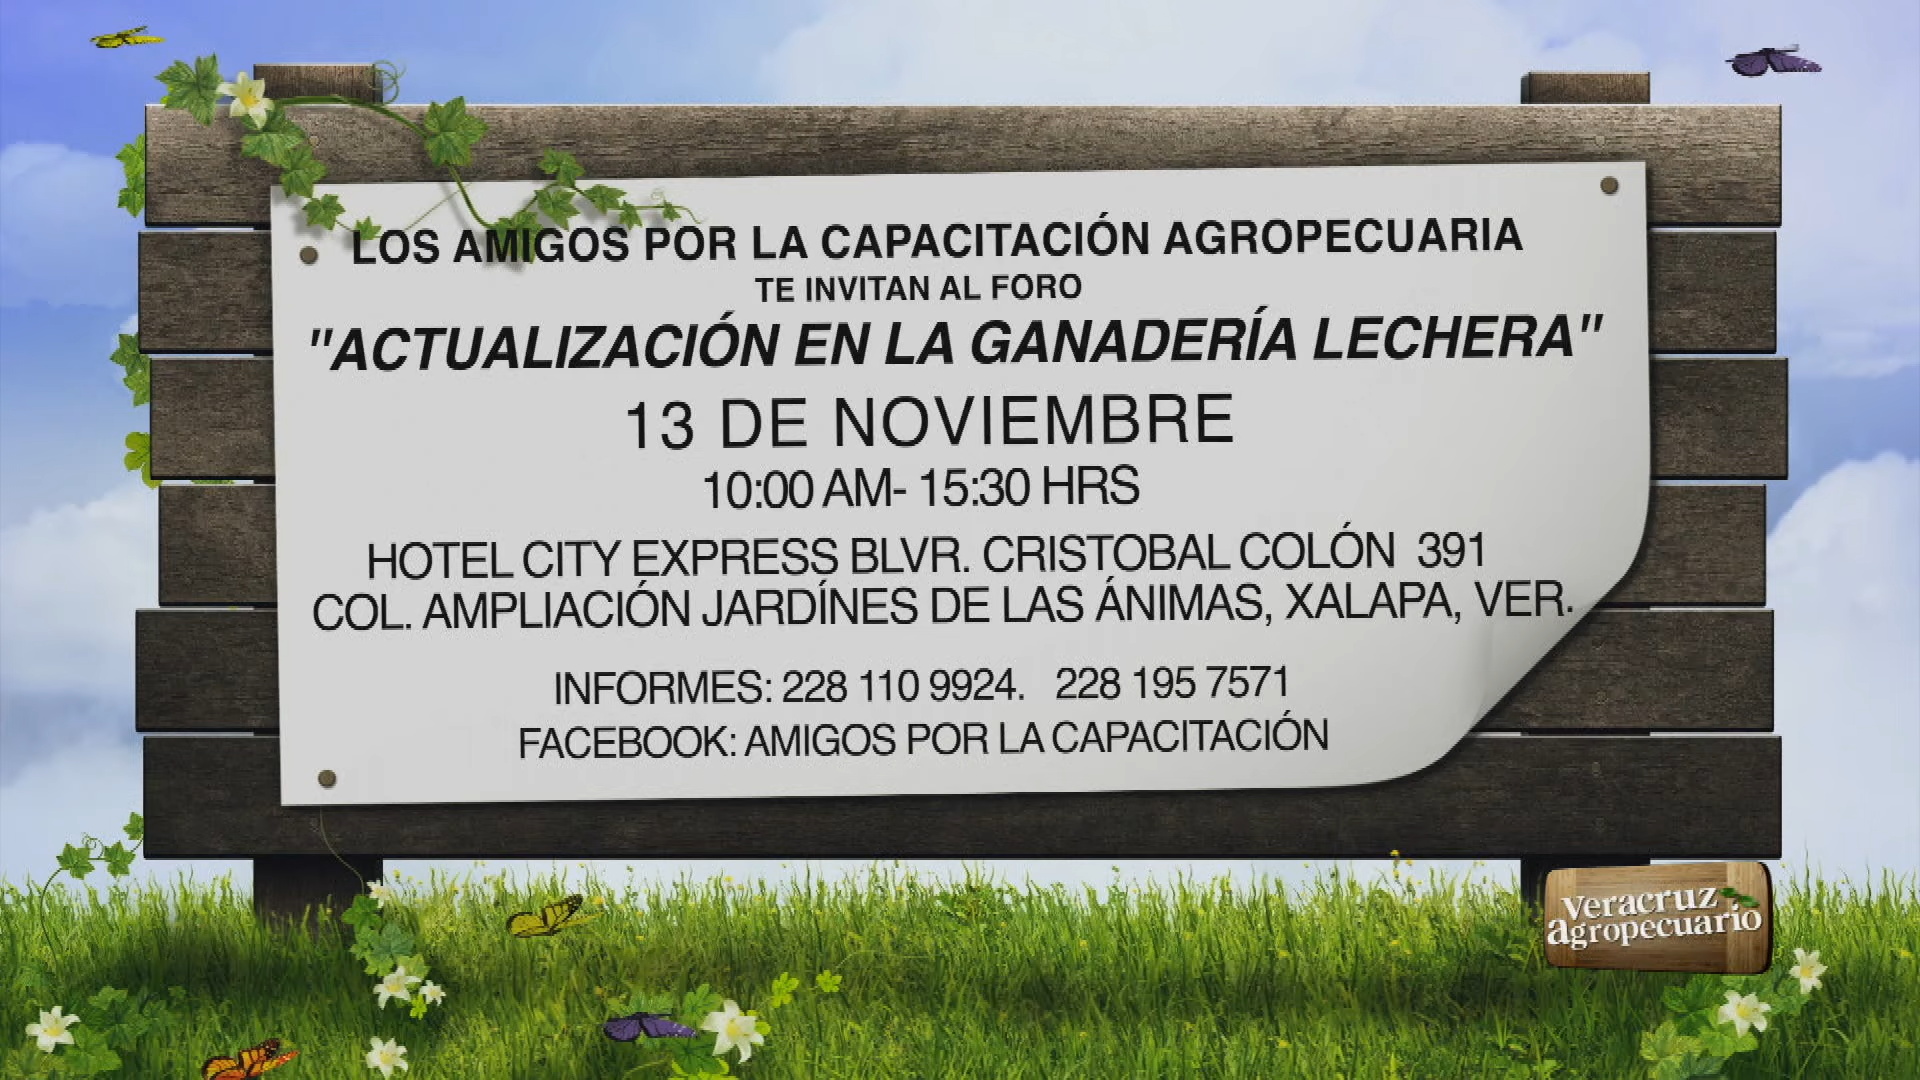 LOS AMIGOS POR LA CAPACITACIÓN AGROPECUARIA
TE INVITAN AL FORO
"ACTUALIZACIÓN EN LA GANADERÍA LECHERA"
13 DE NOVIEMBRE
10:00 AM- 15:30 HRS
HOTEL CITY EXPRESS BLVR. CRISTOBAL COLÓN 391
COL. AMPLIACIÓN JARDÍNES DE LAS ÁNIMAS, XALAPA, VER.
INFORMES: 228 110 9924. 228 195 7571
FACEBOOK: AMIGOS POR LA CAPACITACIÓN
Veracruz
agropecuario